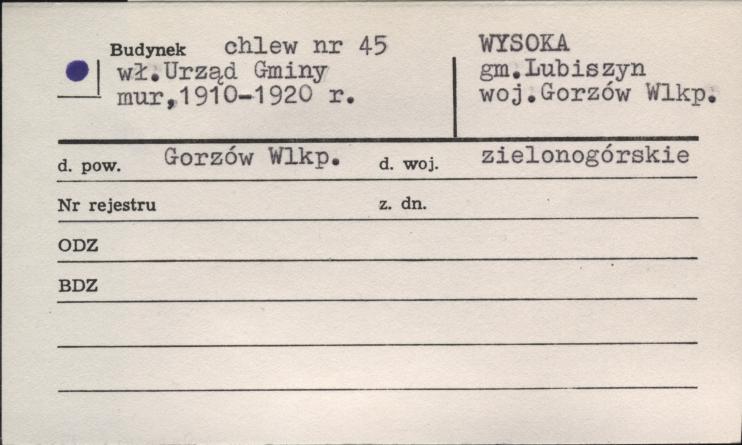 Budynek chlew nr 45
wł.Urząd Gminy
mur,1910-1920 r.
WYSOKA
gm.Lubiszyn
woj.Gorzów Wlkp.
d. pow. Gorzów Wlkp. d. woj. zielonogórskie
Nr rejestru z. dn.
ODZ
BDZ